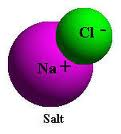 Cl -
Na +
Salt